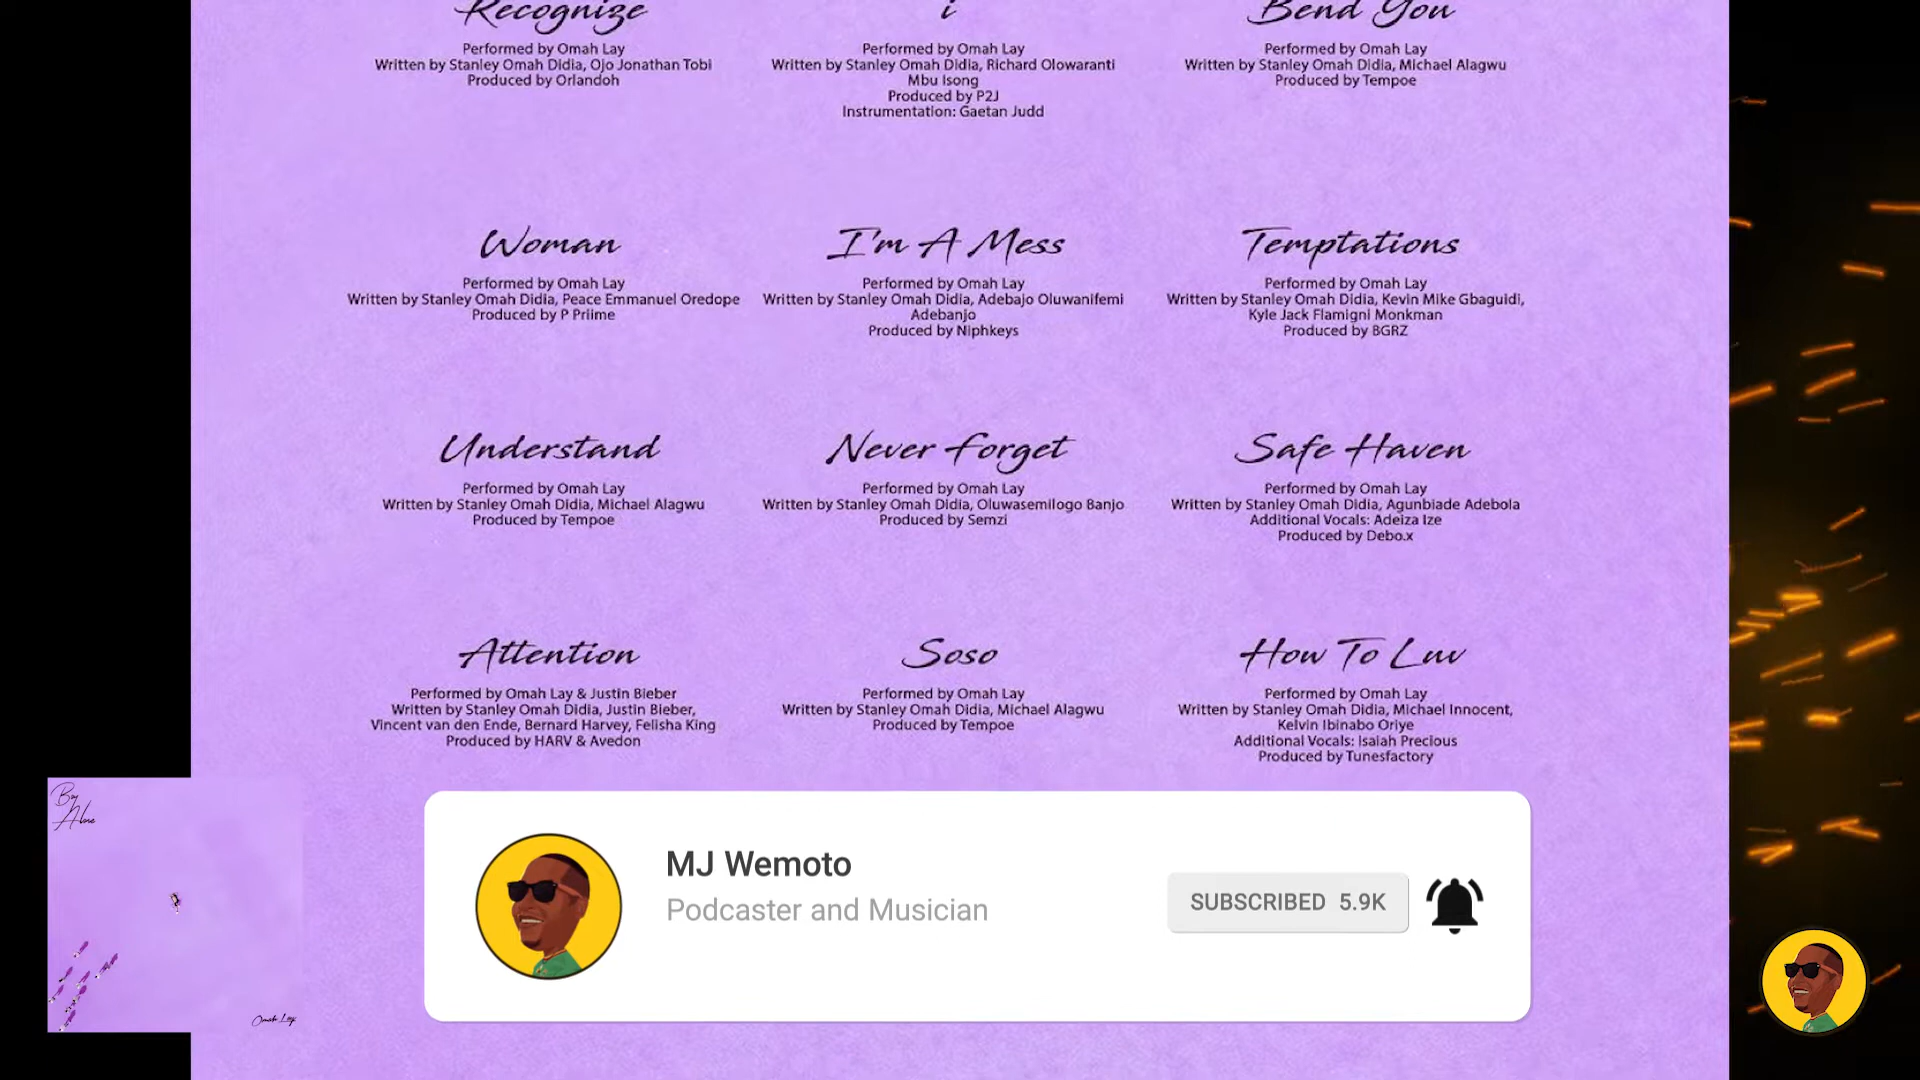 Recognize
Performed by Omah Lay
Written by Stanley Omah Didia, Ojo Jonathan Tobi
Produced by Orlandoh
i
Performed by Omah Lay
Written by Stanley Omah Didia, Richard Olowaranti
Mbu Isong
Produced by P2J
Instrumentation: Gaetan Judd
Bend You
Performed by Omah Lay
Written by Stanley Omah Didia, Michael Alagwu
Produced by Tempoe
Woman
Performed by Omah Lay
Written by Stanley Omah Didia, Peace Emmanuel Oredope
Produced by P Priime
I'm A Mess
Performed by Omah Lay
Written by Stanley Omah Didia, Adebajo Oluwanifemi
Adebanjo
Produced by Niphkeys
Temptations
Performed by Omah Lay
Written by Stanley Omah Didia, Kevin Mike Gbaguidi,
Kyle Jack Flamigni Monkman
Produced by BGRZ
Understand
Performed by Omah Lay
Written by Stanley Omah Didia, Michael Alagwu
Produced by Tempoe
Never Forget
Performed by Omah Lay
Written by Stanley Omah Didia, Oluwasemilogo Banjo
Produced by Semzi
Safe Haven
Performed by Omah Lay
Written by Stanley Omah Didia, Agunbiade Adebola
Additional Vocals: Adeiza Ize
Produced by Debo.x
Attention
Performed by Omah Lay & Justin Bieber
Written by Stanley Omah Didia, Justin Bieber,
Vincent van den Ende, Bernard Harvey, Felisha King
Produced by HARV & Avedon
Soso
Performed by Omah Lay
Written by Stanley Omah Didia, Michael Alagwu
Produced by Tempoe
How To Luv
Performed by Omah Lay
Written by Stanley Omah Didia, Michael Innocent,
Kelvin Ibinabo Oriye
Additional Vocals: Isaiah Precious
Produced by Tunesfactory
Boy
Alone
Omah Lay
MJ Wemoto
Podcaster and Musician
SUBSCRIBED 5.9K